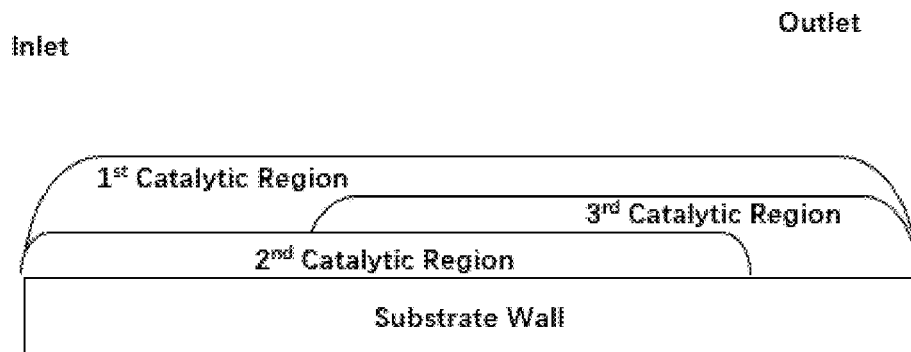 Inlet
Outlet
1st Catalytic Region
3rd Catalytic Region
2nd Catalytic Region
Substrate Wall